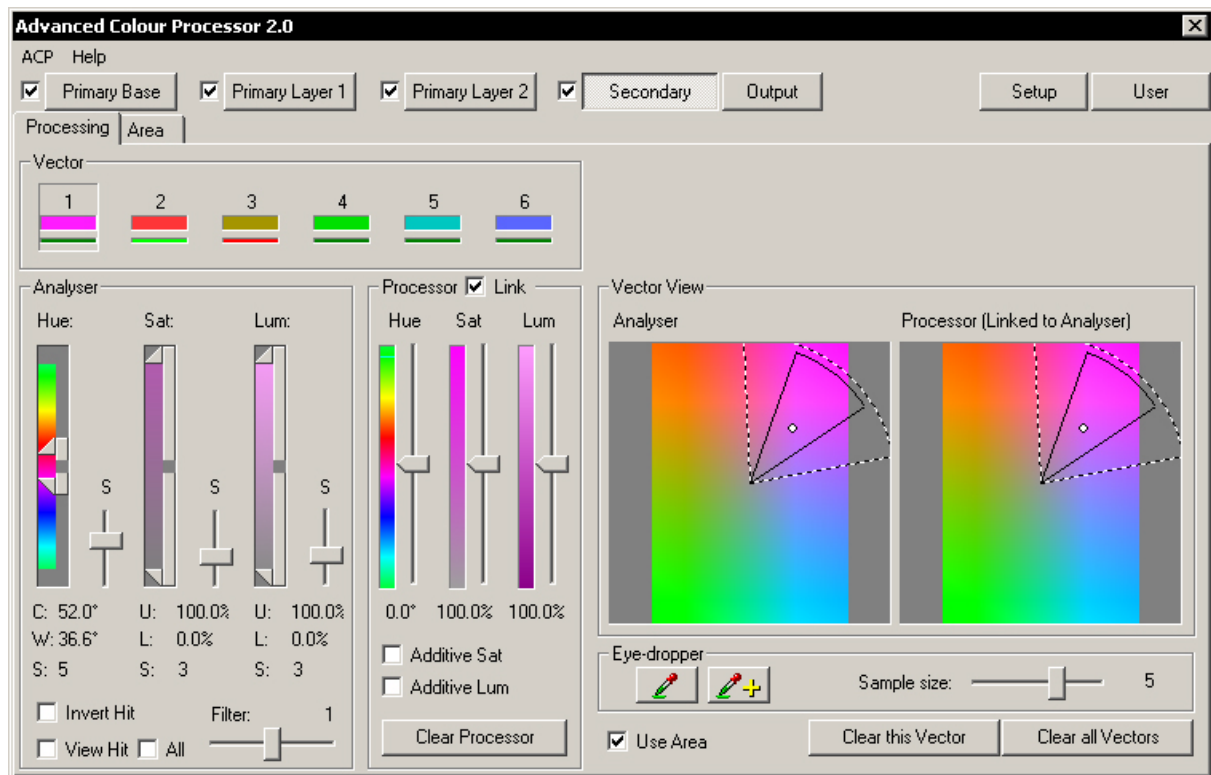 Advanced Colour Processor 2.0
ACP Help
Primary Base Primary Layer 1 Primary Layer 2 Secondary Output Setup User
Processing Area
Vector
1 2 3 4 5 6
Analyser
Hue: Sat: Lum:
S S S
C: 52.0° U: 100.0% U: 100.0%
W: 36.6° L: 0.0% L: 0.0%
S: 5 S: 3 S: 3
Invert Hit Filter: 1
View Hit All
Processor Link
Hue Sat Lum
0.0° 100.0% 100.0%
Additive Sat
Additive Lum
Clear Processor
Vector View
Analyser Processor (Linked to Analyser)
Eye-dropper
Sample size: 5
Use Area Clear this Vector Clear all Vectors